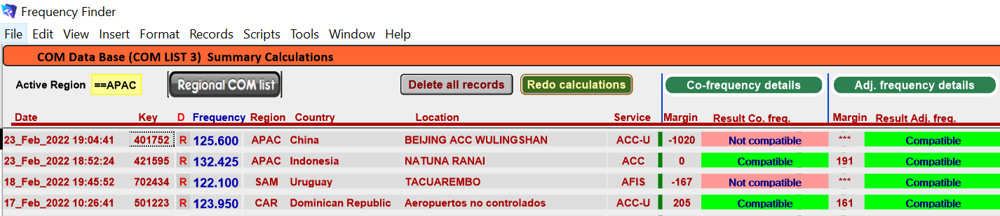 Frequency Finder
File Edit View Insert Format Records Scripts Tools Window Help
COM Data Base (COM LIST 3) Summary Calculations
Active Region ==APAC Regional COM list Delete all records Redo calculations Co-frequency details Adj. frequency details
Date Key D Frequency Region Country Location Service Margin Result Co. freq. Margin Result Adj. freq.
23_Feb_2022 19:04:41 401752 R 125.600 APAC China BEIJING ACC WULINGSHAN ACC-U -1020 Not compatible *** Compatible
23_Feb_2022 18:52:24 421595 R 132.425 APAC Indonesia NATUNA RANAI ACC 0 Compatible 191 Compatible
18_Feb_2022 19:45:52 702434 R 122.100 SAM Uruguay TACUAREMBO AFIS -167 Not compatible *** Compatible
17_Feb_2022 10:26:41 501223 R 123.950 CAR Dominican Republic Aeropuertos no controlados ACC-U 205 Compatible 161 Compatible